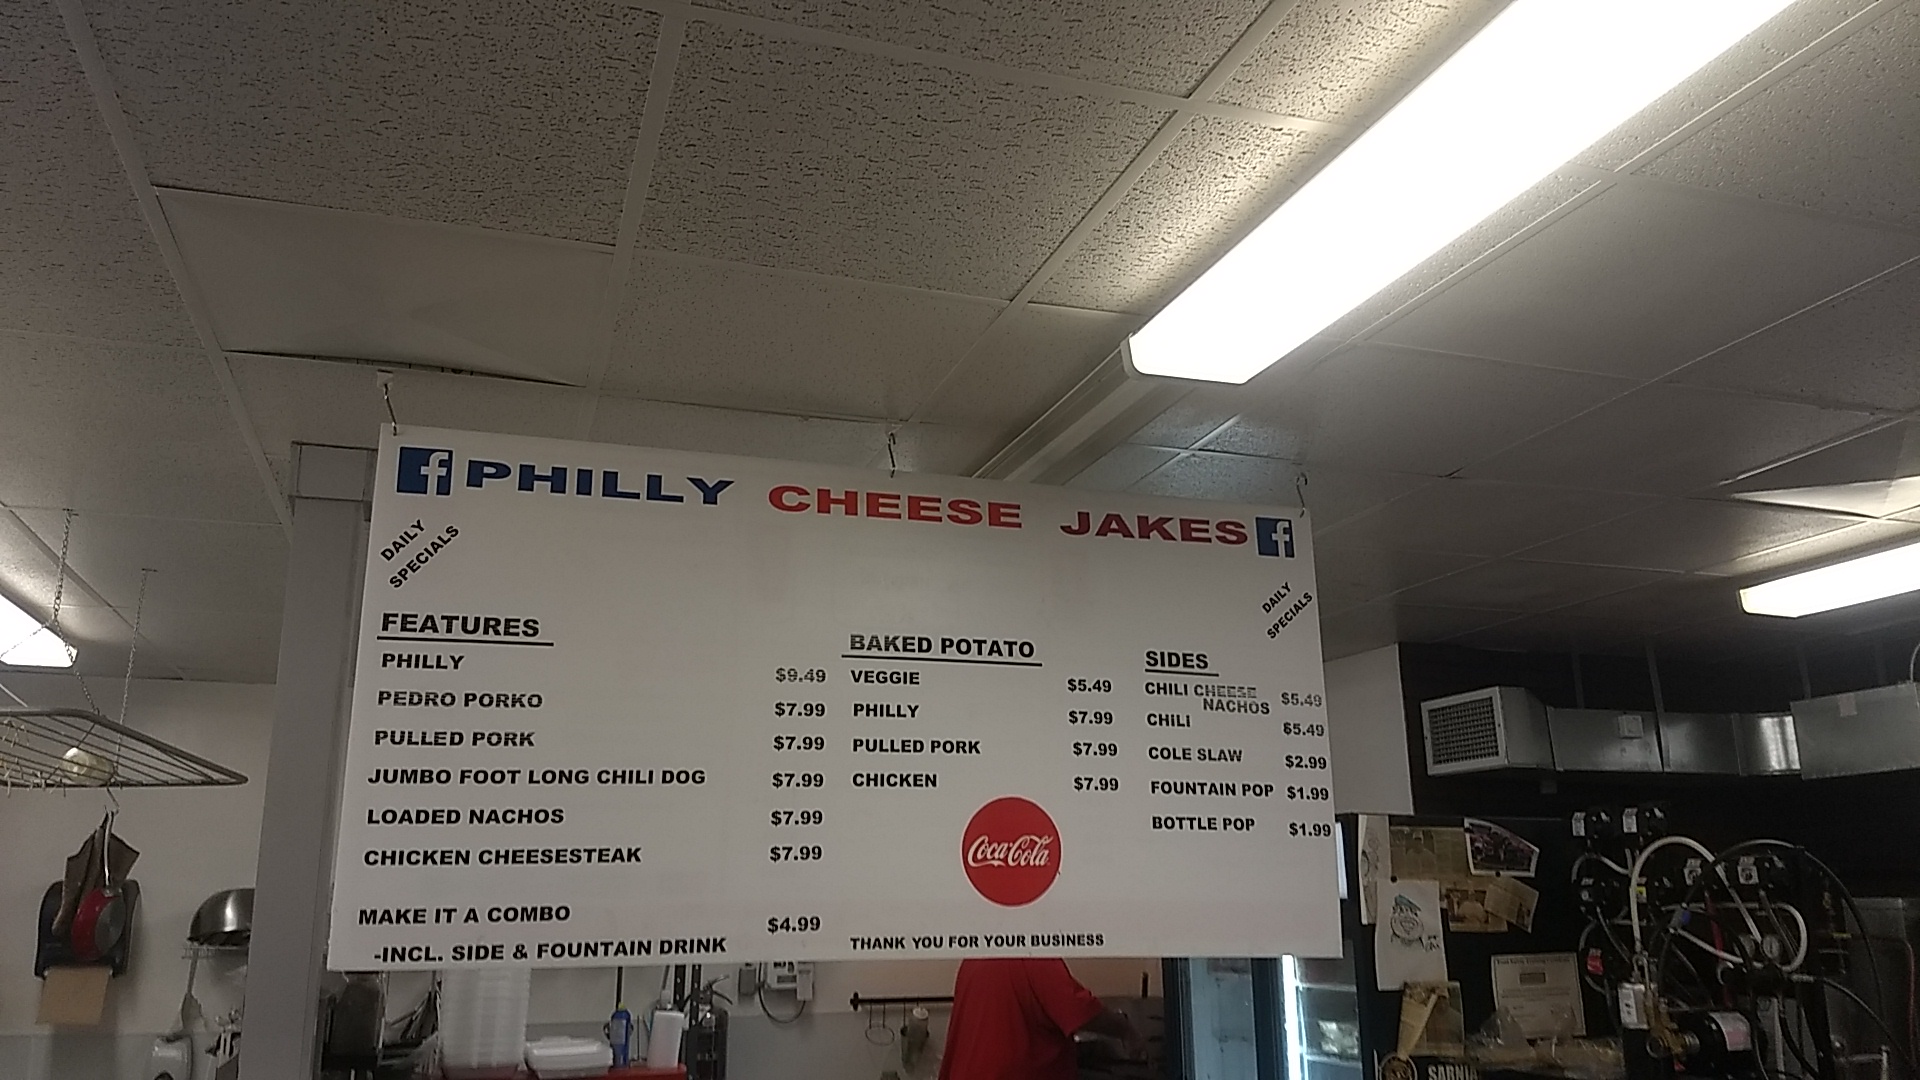 f PHILLY CHEESE JAKES f
DAILY
SPECIALS
DAILY
SPECIALS
FEATURES
PHILLY $9.49
PEDRO PORKO $7.99
PULLED PORK $7.99
JUMBO FOOT LONG CHILI DOG $7.99
LOADED NACHOS $7.99
CHICKEN CHEESESTEAK $7.99
MAKE IT A COMBO $4.99
-INCL. SIDE & FOUNTAIN DRINK
BAKED POTATO
VEGGIE $5.49
PHILLY $7.99
PULLED PORK $7.99
CHICKEN $7.99
Coca-Cola
THANK YOU FOR YOUR BUSINESS
SIDES
CHILI CHEESE
NACHOS $5.49
CHILI $5.49
COLE SLAW $2.99
FOUNTAIN POP $1.99
BOTTLE POP $1.99
SARNIA